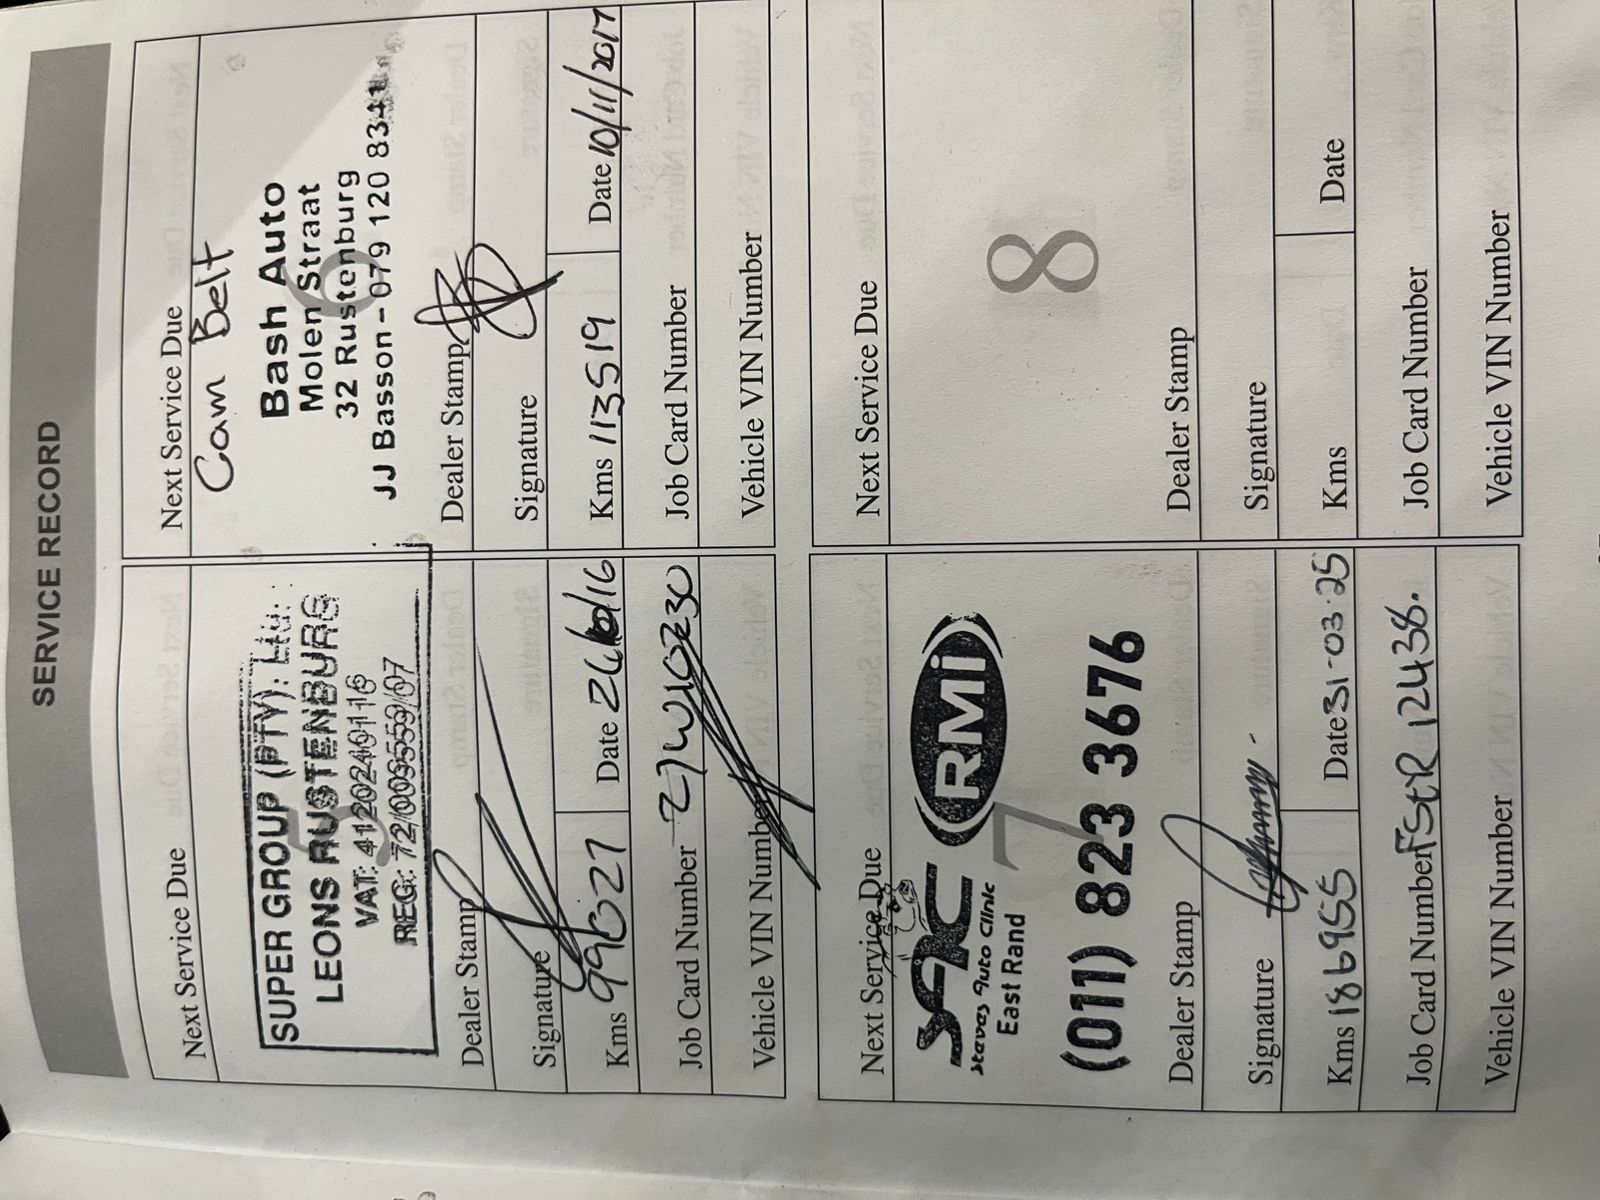 SERVICE RECORD
Next Service Due
5
SUPER GROUP (PTY). Ltd.
LEONS RUSTENBURG
VAT: 4120240116
REG: 72/009559/07
Dealer Stamp
Signature
Kms 99627
Date
Job Card Number
Vehicle VIN Number
Next Service Due
Cam Belt
6
Bash Auto
Molen Straat
32 Rustenburg
JJ Basson - 079 120 8341
Dealer Stamp
Signature
Kms 113519
Date 10/11/2017
Job Card Number
Vehicle VIN Number
Next Service Due
7
SAC RMi
Steves Auto Clinic
East Rand
(011) 823 3676
Dealer Stamp
Signature
Kms 186955
Date 31-03-25
Job Card Number FStR 12438.
Vehicle VIN Number
Next Service Due
8
Dealer Stamp
Signature
Kms
Date
Job Card Number
Vehicle VIN Number